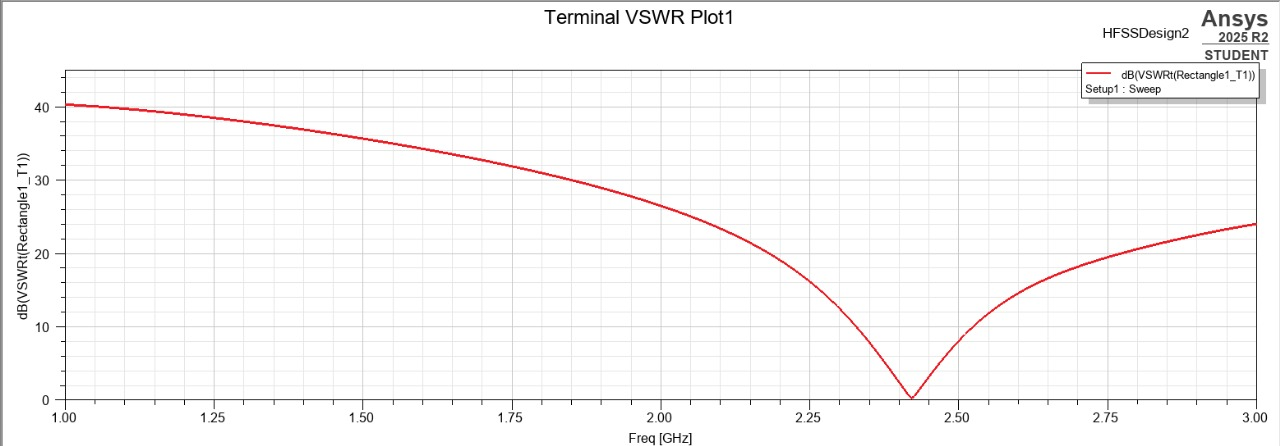 Terminal VSWR Plot1
HFSSDesign2
Ansys
2025 R2
STUDENT
dB(VSWRt(Rectangle1_T1))
Setup1 : Sweep
dB(VSWRt(Rectangle1_T1))
40
30
20
10
0
1.00 1.25 1.50 1.75 2.00 2.25 2.50 2.75 3.00
Freq [GHz]